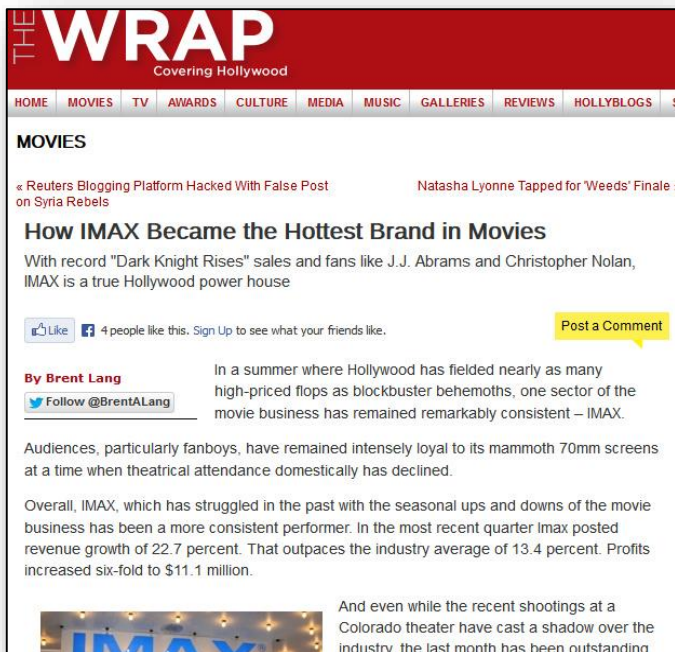 THE WRAP
Covering Hollywood
HOME MOVIES TV AWARDS CULTURE MEDIA MUSIC GALLERIES REVIEWS HOLLYBLOGS
MOVIES
« Reuters Blogging Platform Hacked With False Post
on Syria Rebels
Natasha Lyonne Tapped for 'Weeds' Finale
How IMAX Became the Hottest Brand in Movies
With record "Dark Knight Rises" sales and fans like J.J. Abrams and Christopher Nolan,
IMAX is a true Hollywood power house
Like 4 people like this. Sign Up to see what your friends like.
Post a Comment
By Brent Lang
Follow @BrentALang
In a summer where Hollywood has fielded nearly as many
high-priced flops as blockbuster behemoths, one sector of the
movie business has remained remarkably consistent – IMAX.
Audiences, particularly fanboys, have remained intensely loyal to its mammoth 70mm screens
at a time when theatrical attendance domestically has declined.
Overall, IMAX, which has struggled in the past with the seasonal ups and downs of the movie
business has been a more consistent performer. In the most recent quarter Imax posted
revenue growth of 22.7 percent. That outpaces the industry average of 13.4 percent. Profits
increased six-fold to $11.1 million.
IMAX
And even while the recent shootings at a
Colorado theater have cast a shadow over the
industry, the last month has been outstanding